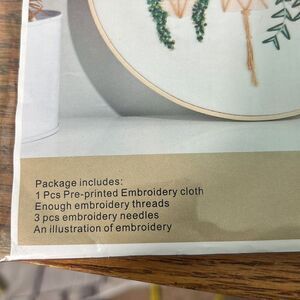 Package includes:
1 Pcs Pre-printed Embroidery cloth
Enough embroidery threads
3 pcs embroidery needles
An illustration of embroidery